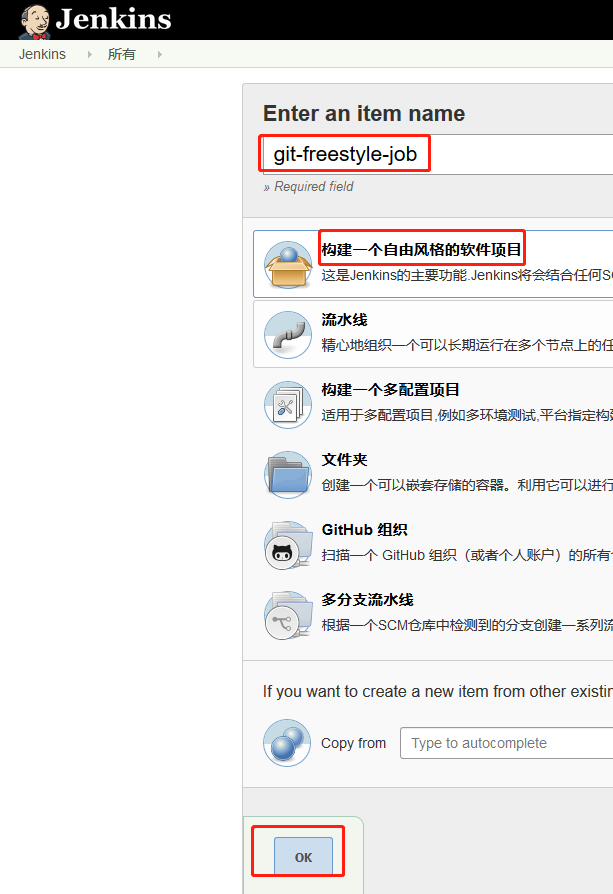 Jenkins
Jenkins 所有
Enter an item name
git-freestyle-job
» Required field
构建一个自由风格的软件项目
这是Jenkins的主要功能.Jenkins将会结合任何SC
流水线
精心地组织一个可以长期运行在多个节点上的任
构建一个多配置项目
适用于多配置项目,例如多环境测试,平台指定构建
文件夹
创建一个可以嵌套存储的容器。利用它可以进行
GitHub 组织
扫描一个 GitHub 组织（或者个人账户）的所有
多分支流水线
根据一个SCM仓库中检测到的分支创建一系列流
If you want to create a new item from other existin
Copy from Type to autocomplete
OK